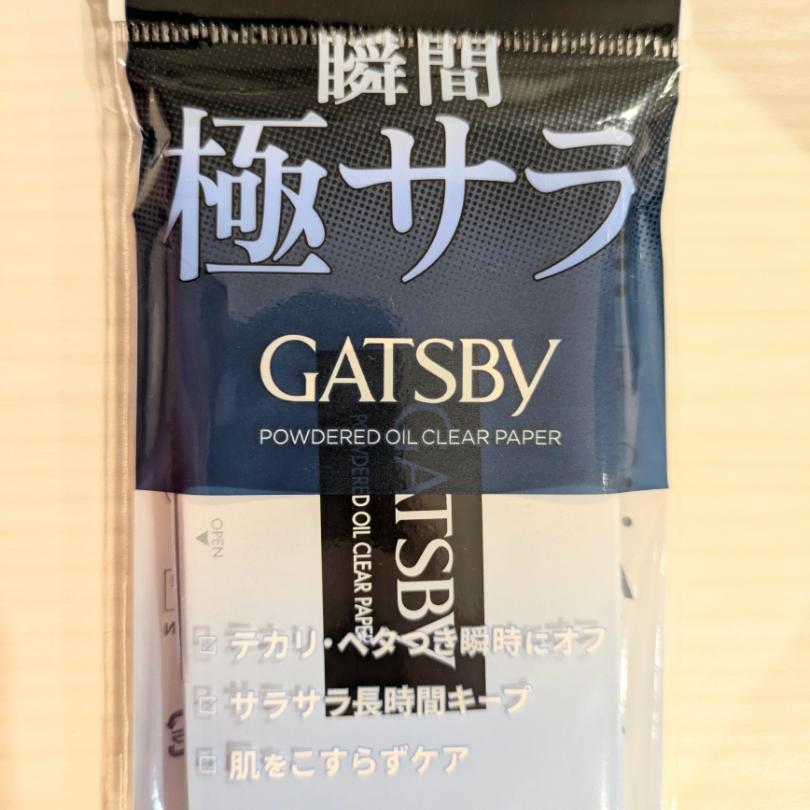 瞬間
極サラ
GATSBY
POWDERED OIL CLEAR PAPER
GATSBY
POWDERED OIL CLEAR PAPER
OPEN
テカリ・ベタつき瞬時にオフ
サラサラ長時間キープ
肌をこすらずケア